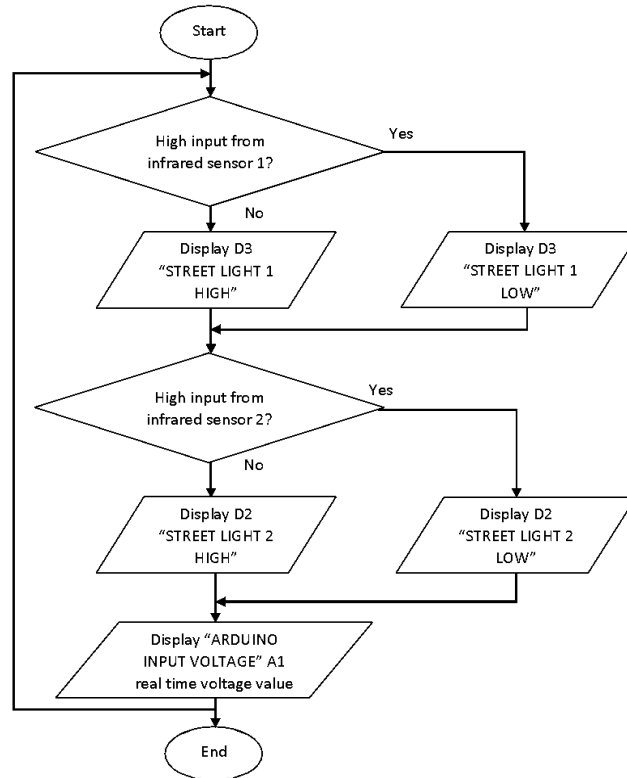 Start
High input from
infrared sensor 1?
Yes
No
Display D3
“STREET LIGHT 1
HIGH”
Display D3
“STREET LIGHT 1
LOW”
High input from
infrared sensor 2?
Yes
No
Display D2
“STREET LIGHT 2
HIGH”
Display D2
“STREET LIGHT 2
LOW”
Display “ARDUINO
INPUT VOLTAGE” A1
real time voltage value
End